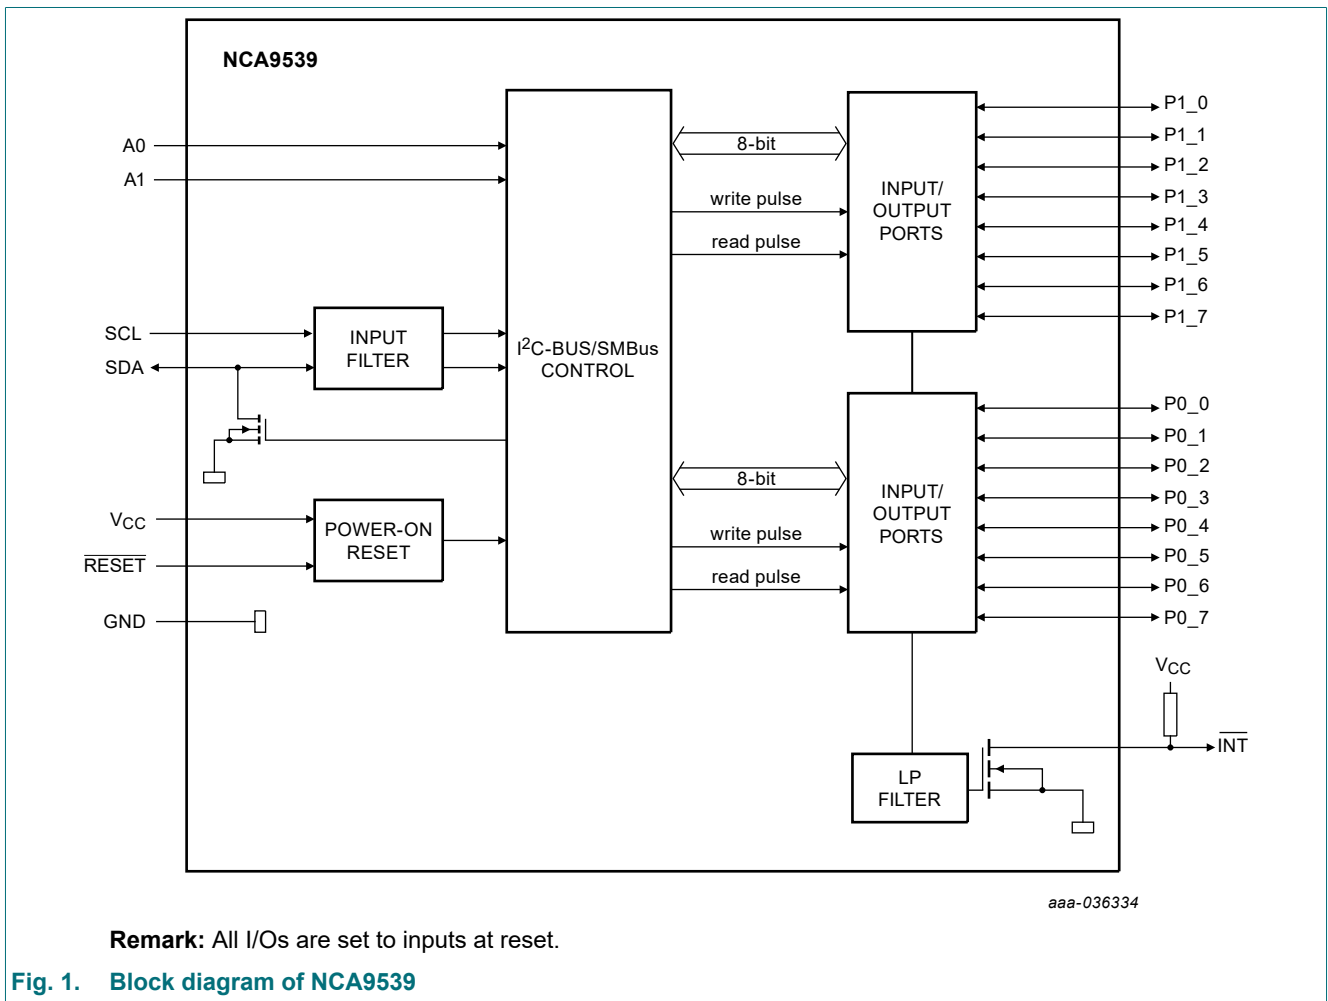 NCA9539
A0
A1
SCL
SDA
VCC
RESET
GND
INPUT
FILTER
POWER-ON
RESET
I2C-BUS/SMBus
CONTROL
8-bit
write pulse
read pulse
8-bit
write pulse
read pulse
INPUT/
OUTPUT
PORTS
INPUT/
OUTPUT
PORTS
LP
FILTER
P1_0
P1_1
P1_2
P1_3
P1_4
P1_5
P1_6
P1_7
P0_0
P0_1
P0_2
P0_3
P0_4
P0_5
P0_6
P0_7
VCC
INT
aaa-036334
Remark: All I/Os are set to inputs at reset.
Fig. 1. Block diagram of NCA9539